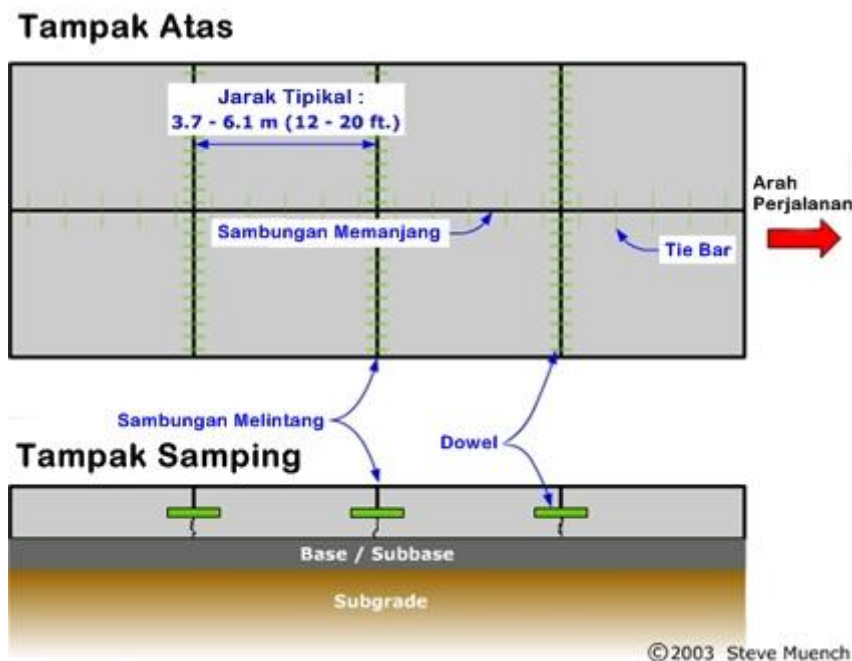 Tampak Atas
Jarak Tipikal :
3.7 - 6.1 m (12 - 20 ft.)
Arah
Perjalanan
Sambungan Memanjang
Tie Bar
Sambungan Melintang
Dowel
Tampak Samping
Base / Subbase
Subgrade
©2003 Steve Muench